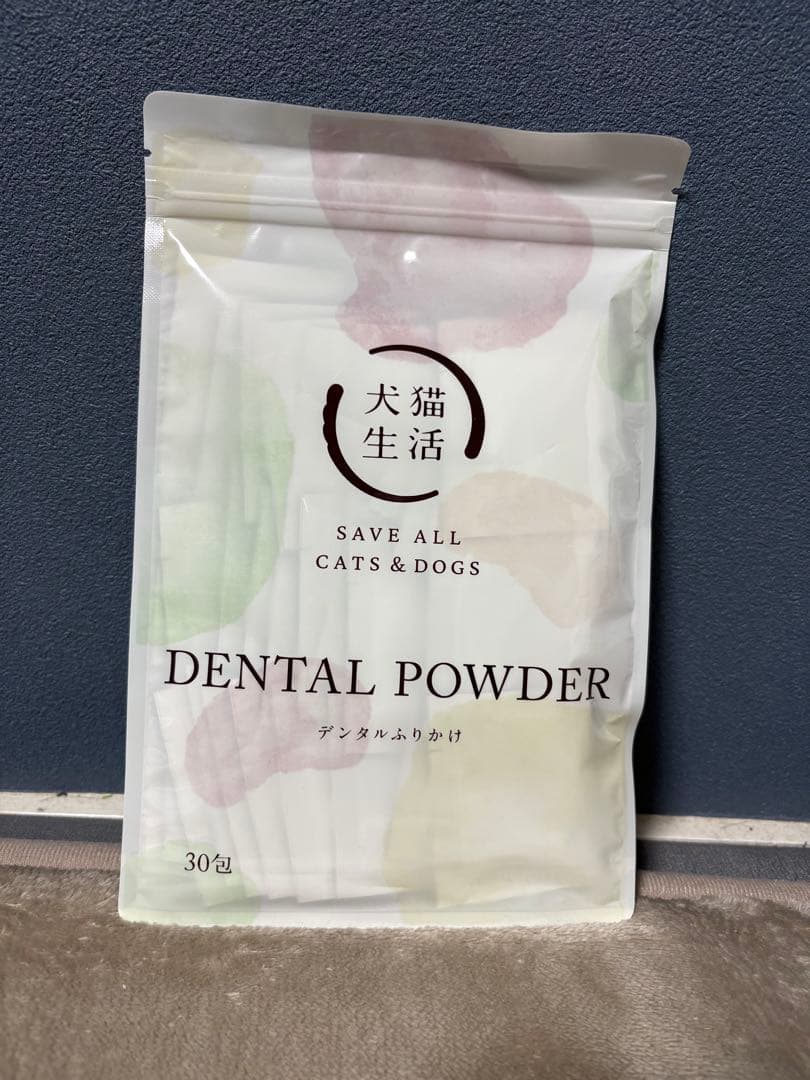 犬猫
生活
SAVE ALL
CATS & DOGS
DENTAL POWDER
デンタルふりかけ
30包